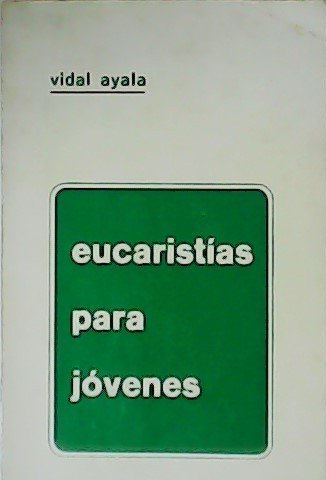 vidal ayala
eucaristías
para
jóvenes